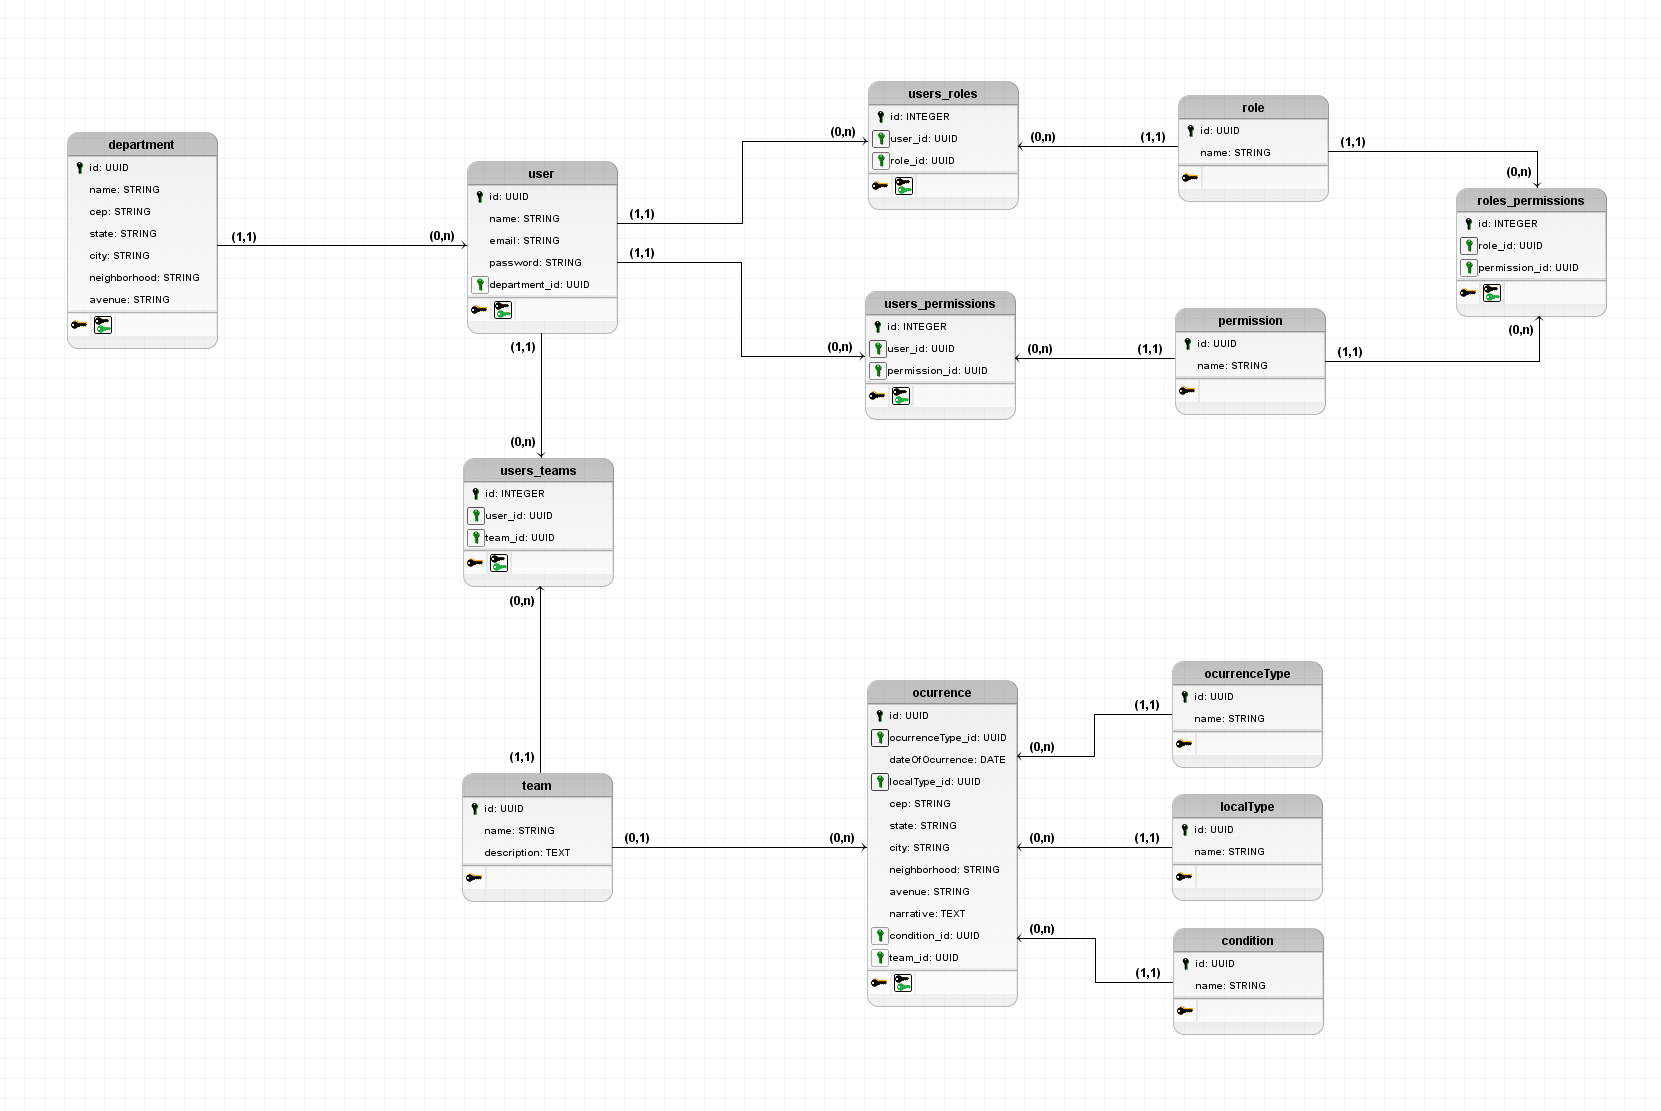 department
id: UUID
name: STRING
cep: STRING
state: STRING
city: STRING
neighborhood: STRING
avenue: STRING
(1,1)
(0,n)
user
id: UUID
name: STRING
email: STRING
password: STRING
department_id: UUID
(1,1)
(0,n)
users_roles
id: INTEGER
user_id: UUID
role_id: UUID
(0,n)
(1,1)
role
id: UUID
name: STRING
(1,1)
(0,n)
roles_permissions
id: INTEGER
role_id: UUID
permission_id: UUID
(0,n)
(1,1)
(0,n)
users_permissions
id: INTEGER
user_id: UUID
permission_id: UUID
(0,n)
(1,1)
permission
id: UUID
name: STRING
(1,1)
(1,1)
(0,n)
users_teams
id: INTEGER
user_id: UUID
team_id: UUID
(0,n)
(1,1)
team
id: UUID
name: STRING
description: TEXT
(0,1)
(0,n)
ocurrence
id: UUID
ocurrenceType_id: UUID
dateOfOcurrence: DATE
localType_id: UUID
cep: STRING
state: STRING
city: STRING
neighborhood: STRING
avenue: STRING
narrative: TEXT
condition_id: UUID
team_id: UUID
(0,n)
(1,1)
ocurrenceType
id: UUID
name: STRING
(0,n)
(1,1)
localType
id: UUID
name: STRING
(0,n)
(1,1)
condition
id: UUID
name: STRING